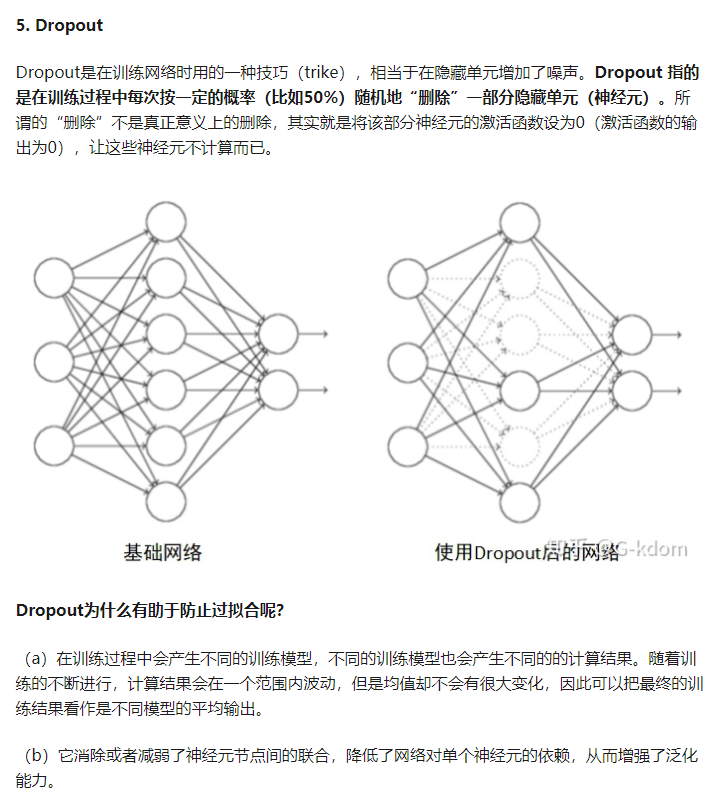 5. Dropout
Dropout是在训练网络时用的一种技巧（trike），相当于在隐藏单元增加了噪声。Dropout 指的
是在训练过程中每次按一定的概率（比如50%）随机地“删除”一部分隐藏单元（神经元）。所
谓的“删除”不是真正意义上的删除，其实就是将该部分神经元的激活函数设为0（激活函数的输
出为0），让这些神经元不计算而已。
基础网络
使用Dropout后的网络
知乎 @G-kdom
Dropout为什么有助于防止过拟合呢？
（a）在训练过程中会产生不同的训练模型，不同的训练模型也会产生不同的的计算结果。随着训
练的不断进行，计算结果会在一个范围内波动，但是均值却不会有很大变化，因此可以把最终的训
练结果看作是不同模型的平均输出。
（b）它消除或者减弱了神经元节点间的联合，降低了网络对单个神经元的依赖，从而增强了泛化
能力。